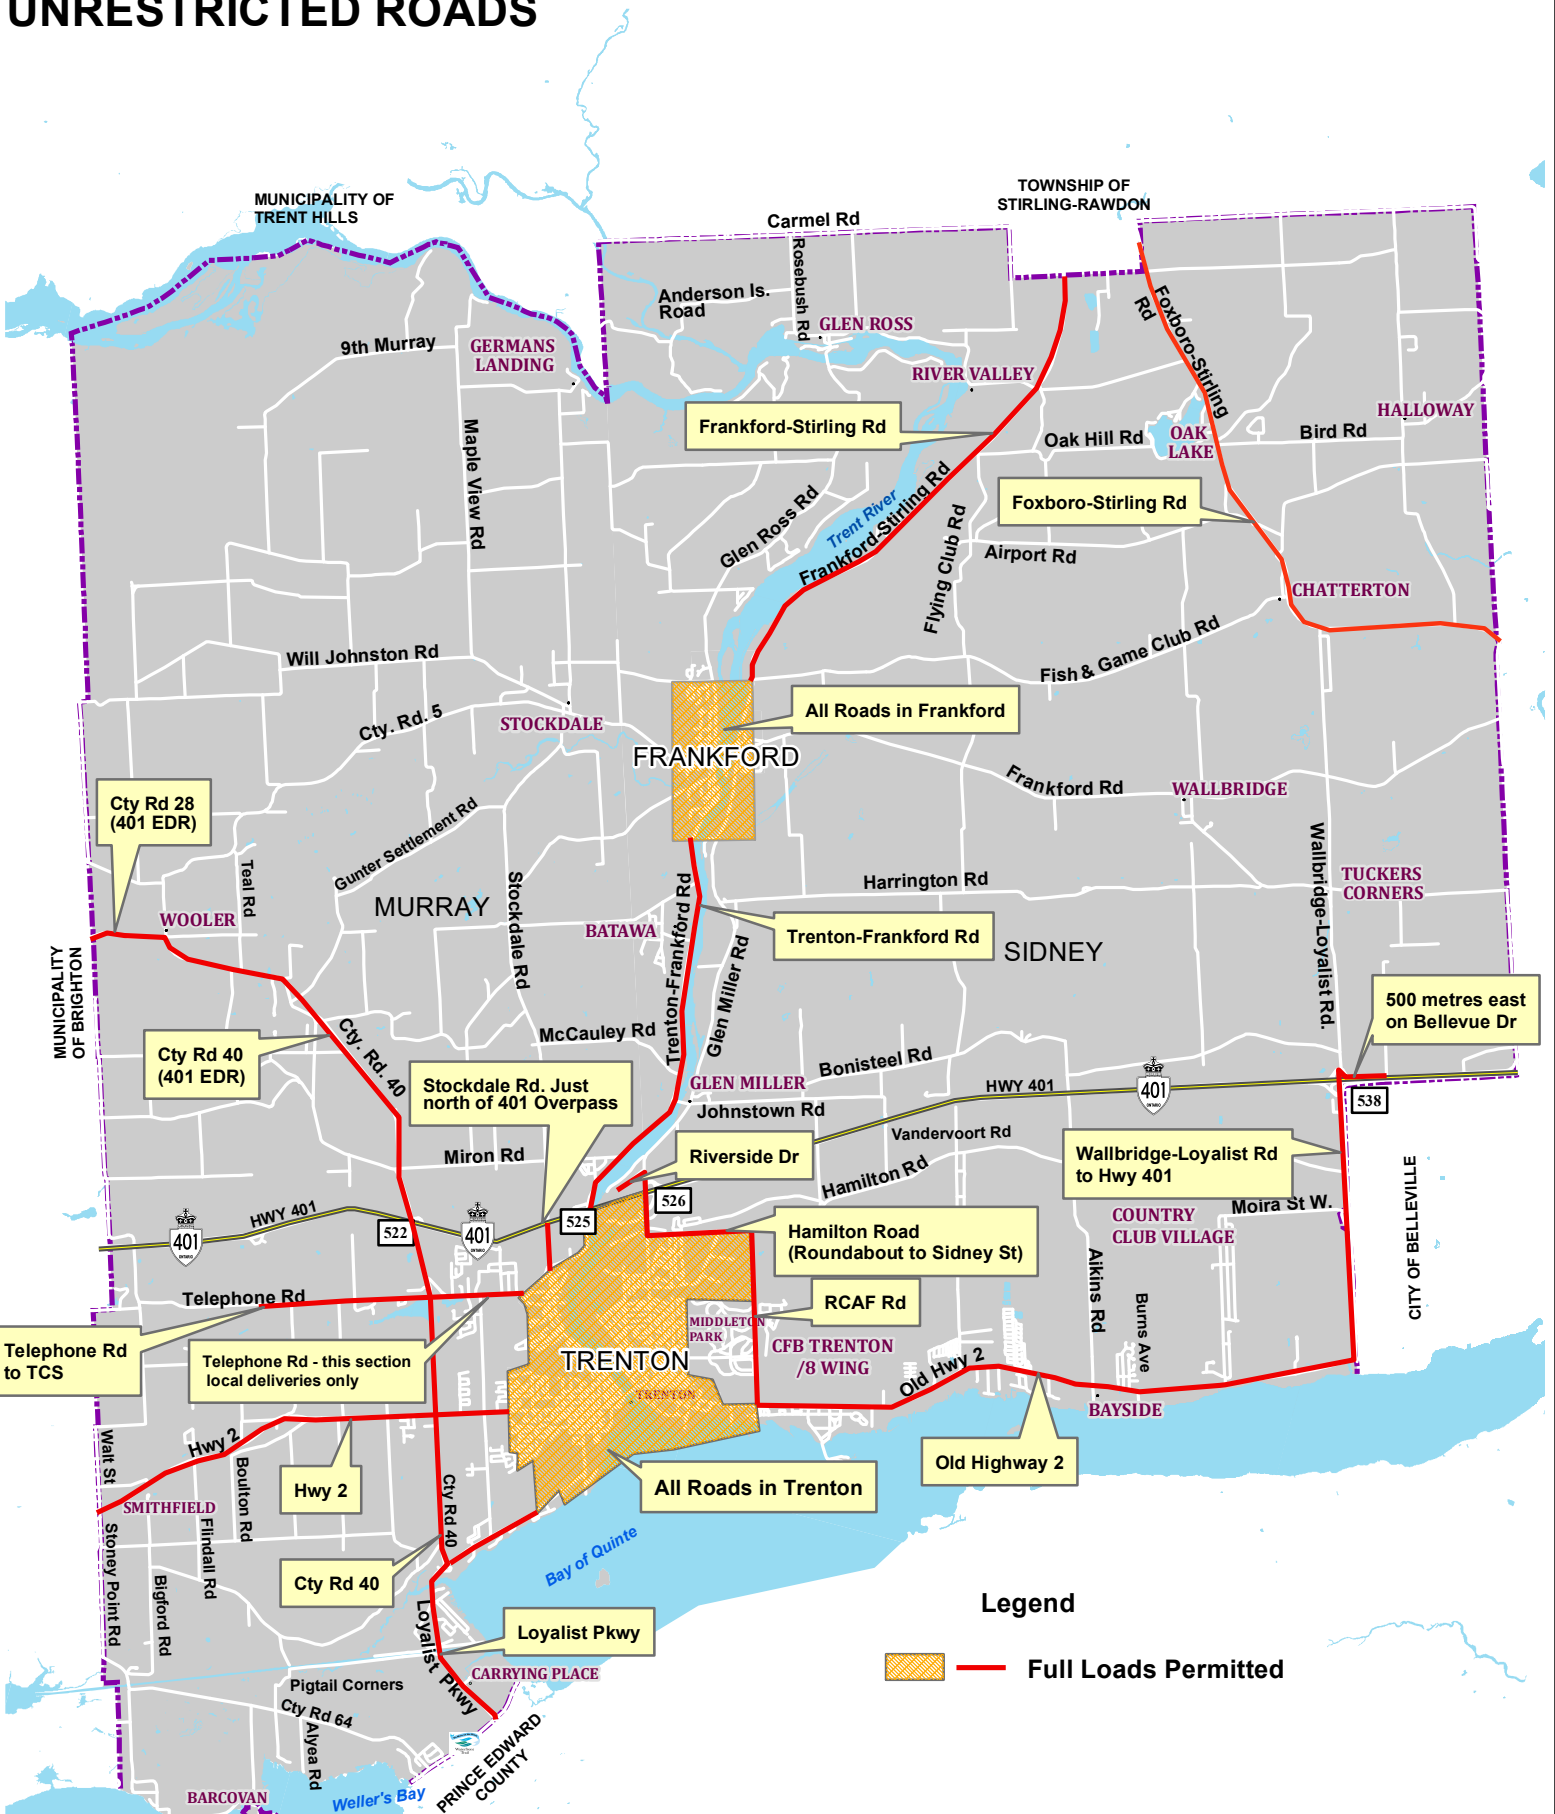 UNRESTRICTED ROADS
MUNICIPALITY OF
TRENT HILLS
TOWNSHIP OF
STIRLING-RAWDON
Carmel Rd
Rosebush Rd
Anderson Is.
Road
GLEN ROSS
Foxboro-Stirling
Rd
9th Murray
GERMANS
LANDING
RIVER VALLEY
HALLOWAY
Frankford-Stirling Rd
Oak Hill Rd
OAK
LAKE
Bird Rd
Maple View Rd
Glen Ross Rd
Trent River
Frankford-Stirling Rd
Foxboro-Stirling Rd
Flying Club Rd
Airport Rd
CHATTERTON
Fish & Game Club Rd
Will Johnston Rd
Cty. Rd. 5
STOCKDALE
All Roads in Frankford
FRANKFORD
Frankford Rd
WALLBRIDGE
Cty Rd 28
(401 EDR)
Gunter Settlement Rd
Teal Rd
Stockdale Rd
MURRAY
WOOLER
BATAWA
Trenton-Frankford Rd
Harrington Rd
Wallbridge-Loyalist Rd.
TUCKERS
CORNERS
Trenton-Frankford Rd
SIDNEY
Glen Miller Rd
MUNICIPALITY
OF BRIGHTON
500 metres east
on Bellevue Dr
Cty Rd 40
(401 EDR)
Cty. Rd. 40
McCauley Rd
Stockdale Rd. Just
north of 401 Overpass
GLEN MILLER
Bonisteel Rd
HWY 401
401
ONTARIO
538
Johnstown Rd
Vandervoort Rd
Miron Rd
Riverside Dr
Hamilton Rd
Wallbridge-Loyalist Rd
to Hwy 401
CITY OF BELLEVILLE
526
HWY 401
401
ONTARIO
522
401
ONTARIO
525
Hamilton Road
(Roundabout to Sidney St)
COUNTRY
CLUB VILLAGE
Moira St W.
Aikins Rd
Burns Ave
Telephone Rd
RCAF Rd
MIDDLETON
PARK
CFB TRENTON
/8 WING
Telephone Rd
to TCS
Telephone Rd - this section
local deliveries only
TRENTON
TRENTON
Old Hwy 2
BAYSIDE
Old Highway 2
Walt St
Hwy 2
Boulton Rd
Hwy 2
Cty Rd 40
All Roads in Trenton
SMITHFIELD
Stoney Point Rd
Flindall Rd
Bigford Rd
Bay of Quinte
Cty Rd 40
Loyalist Pkwy
Loyalist Pkwy
CARRYING PLACE
Pigtail Corners
Cty Rd 64
Alyea Rd
PRINCE EDWARD
COUNTY
BARCOVAN
Weller's Bay
Legend
Full Loads Permitted